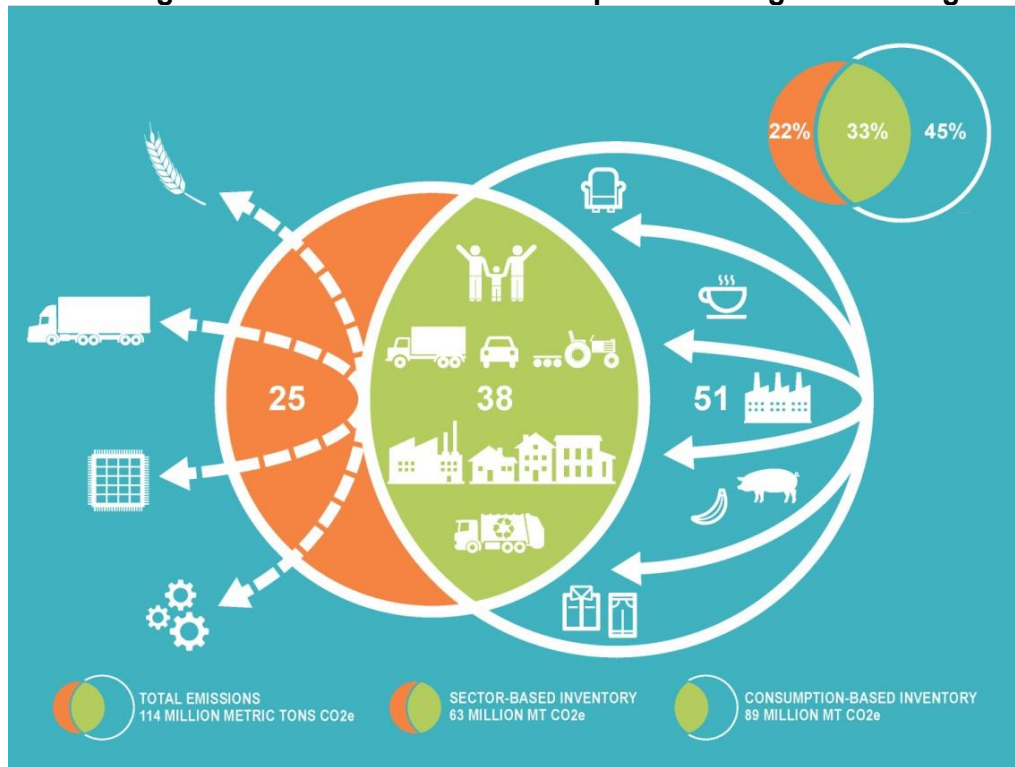 22%
33%
45%
25
38
51
TOTAL EMISSIONS
114 MILLION METRIC TONS CO2e
SECTOR-BASED INVENTORY
63 MILLION MT CO2e
CONSUMPTION-BASED INVENTORY
89 MILLION MT CO2e